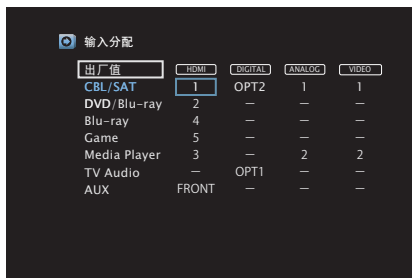 输入分配
出厂值 HDMI DIGITAL ANALOG VIDEO
CBL/SAT 1 OPT2 1 1
DVD/Blu-ray 2 — — —
Blu-ray 4 — — —
Game 5 — — —
Media Player 3 — 2 2
TV Audio — OPT1 — —
AUX FRONT — — —